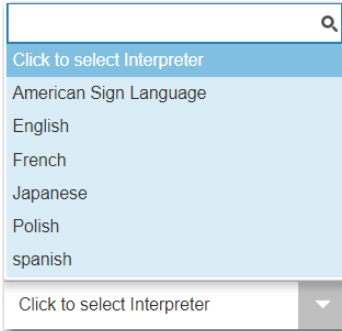 Click to select Interpreter
American Sign Language
English
French
Japanese
Polish
spanish
Click to select Interpreter